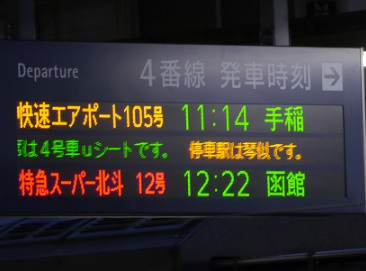 Departure 4番線 発車時刻
快速エアポート105号 11:14 手稲
は4号車uシートです。 停車駅は琴似です。
特急スーパー北斗 12号 12:22 函館